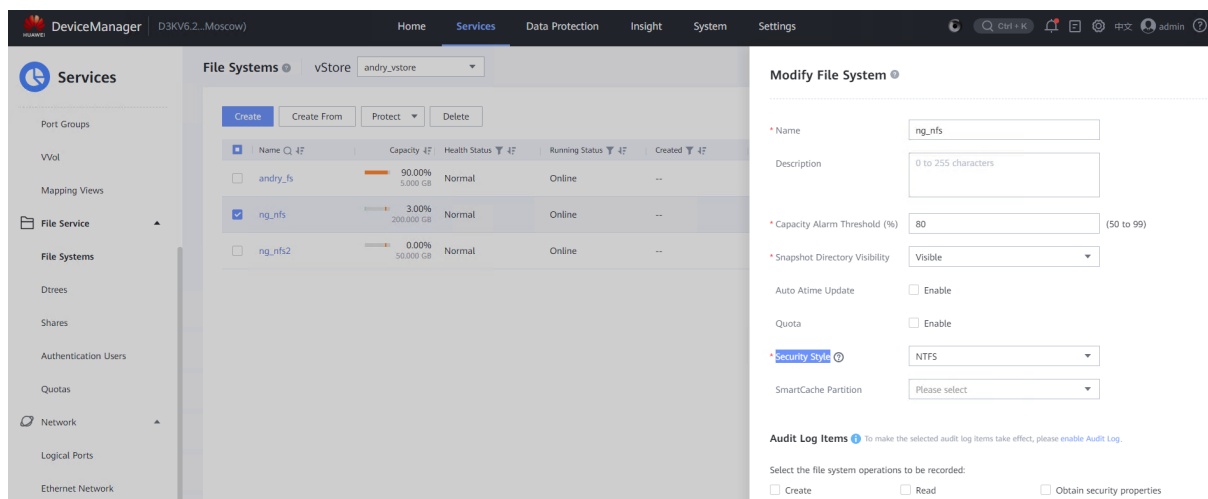 HUAWEI DeviceManager D3KV6.2...Moscow) Home Services Data Protection Insight System Settings Ctrl+K 中文 admin
Services
Port Groups
VVol
Mapping Views
File Service
File Systems
Dtrees
Shares
Authentication Users
Quotas
Network
Logical Ports
Ethernet Network
File Systems vStore andry_vstore
Create Create From Protect Delete
Name Capacity Health Status Running Status Created
andry_fs 90.00% 5.000 GB Normal Online --
ng_nfs 3.00% 200.000 GB Normal Online --
ng_nfs2 0.00% 50.000 GB Normal Online --
Modify File System
* Name ng_nfs
Description 0 to 255 characters
* Capacity Alarm Threshold (%) 80 (50 to 99)
* Snapshot Directory Visibility Visible
Auto Atime Update Enable
Quota Enable
* Security Style NTFS
SmartCache Partition Please select
Audit Log Items To make the selected audit log items take effect, please enable Audit Log.
Select the file system operations to be recorded:
Create Read Obtain security properties